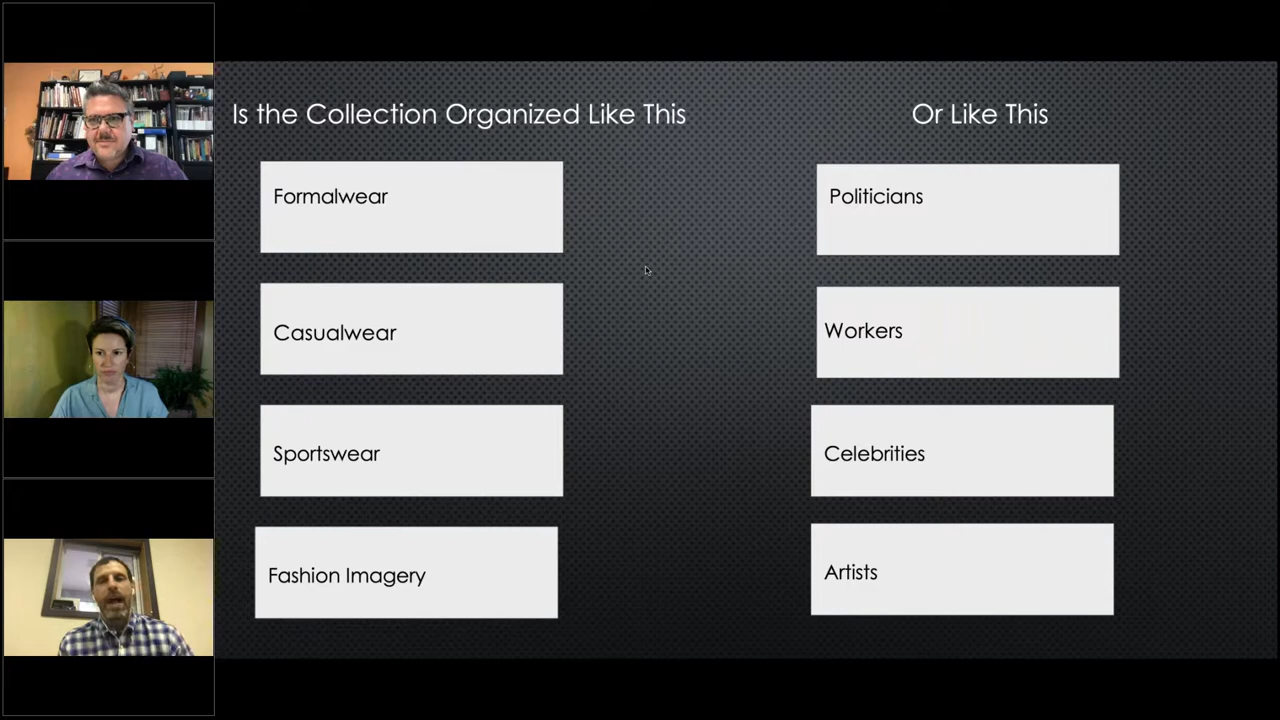 Is the Collection Organized Like This
Formalwear
Casualwear
Sportswear
Fashion Imagery
Or Like This
Politicians
Workers
Celebrities
Artists